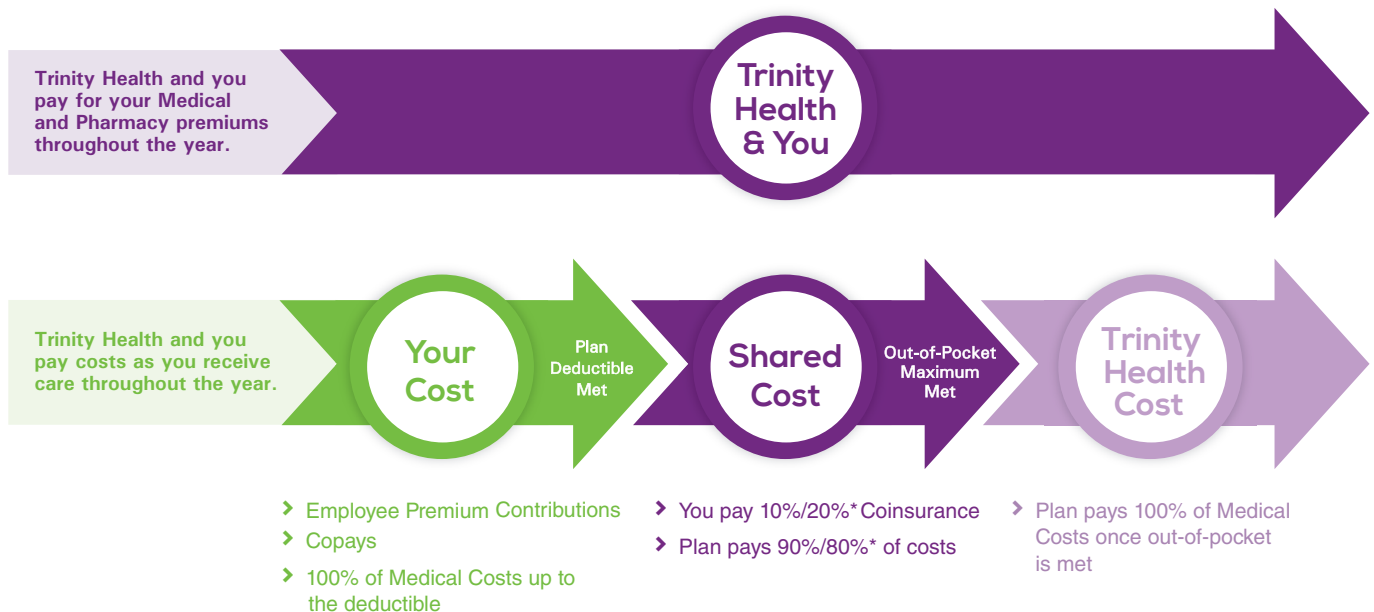 Trinity Health and you
pay for your Medical
and Pharmacy premiums
throughout the year.
Trinity
Health
& You
Trinity Health and you
pay costs as you receive
care throughout the year.
Your
Cost
Plan
Deductible
Met
Shared
Cost
Out-of-Pocket
Maximum
Met
Trinity
Health
Cost
Employee Premium Contributions
Copays
100% of Medical Costs up to
the deductible
You pay 10%/20%* Coinsurance
Plan pays 90%/80%* of costs
Plan pays 100% of Medical
Costs once out-of-pocket
is met